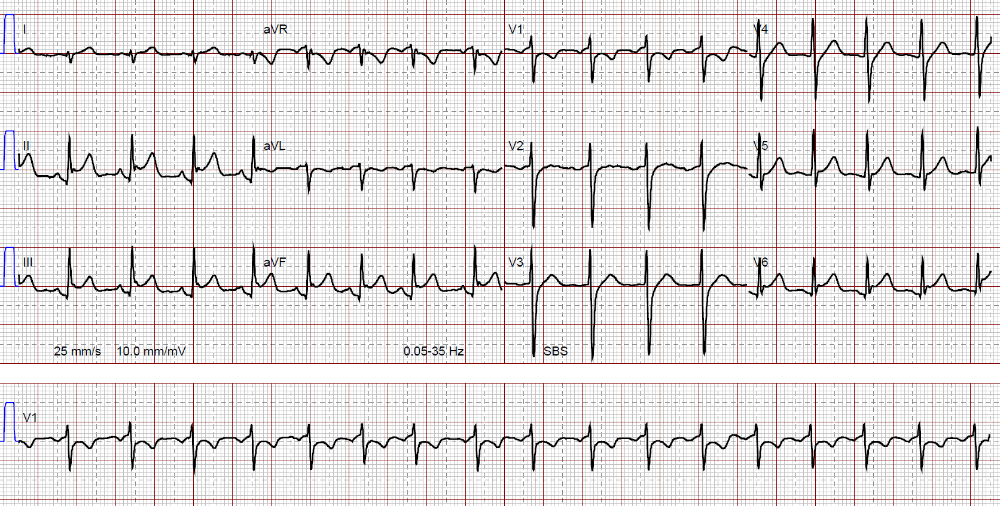 I aVR V1 V4
II aVL V2 V5
III aVF V3 V6
25 mm/s 10.0 mm/mV 0.05-35 Hz SBS
V1